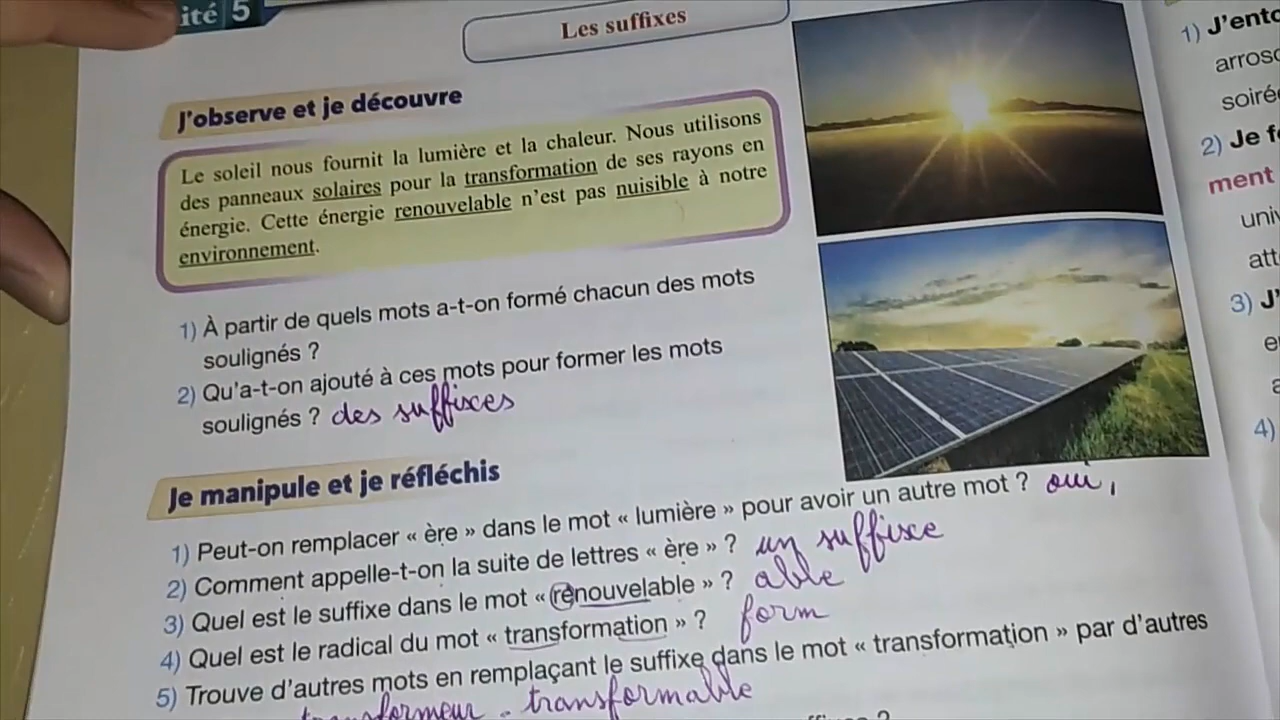 ité 5
Les suffixes
J'observe et je découvre
Le soleil nous fournit la lumière et la chaleur. Nous utilisons
des panneaux solaires pour la transformation de ses rayons en
énergie. Cette énergie renouvelable n'est pas nuisible à notre
environnement.
1) À partir de quels mots a-t-on formé chacun des mots
soulignés ?
2) Qu'a-t-on ajouté à ces mots pour former les mots
soulignés ? des suffixes
Je manipule et je réfléchis
1) Peut-on remplacer « ère » dans le mot « lumière » pour avoir un autre mot ? oui,
2) Comment appelle-t-on la suite de lettres « ère » ? un suffixe
3) Quel est le suffixe dans le mot « renouvelable » ? able
4) Quel est le radical du mot « transformation » ? form
5) Trouve d'autres mots en remplaçant le suffixe dans le mot « transformation » par d'autres
transformeur - transformable
1) J'ento
arroso
soiré
2) Je f
ment
univ
att
3) J'
e
4)